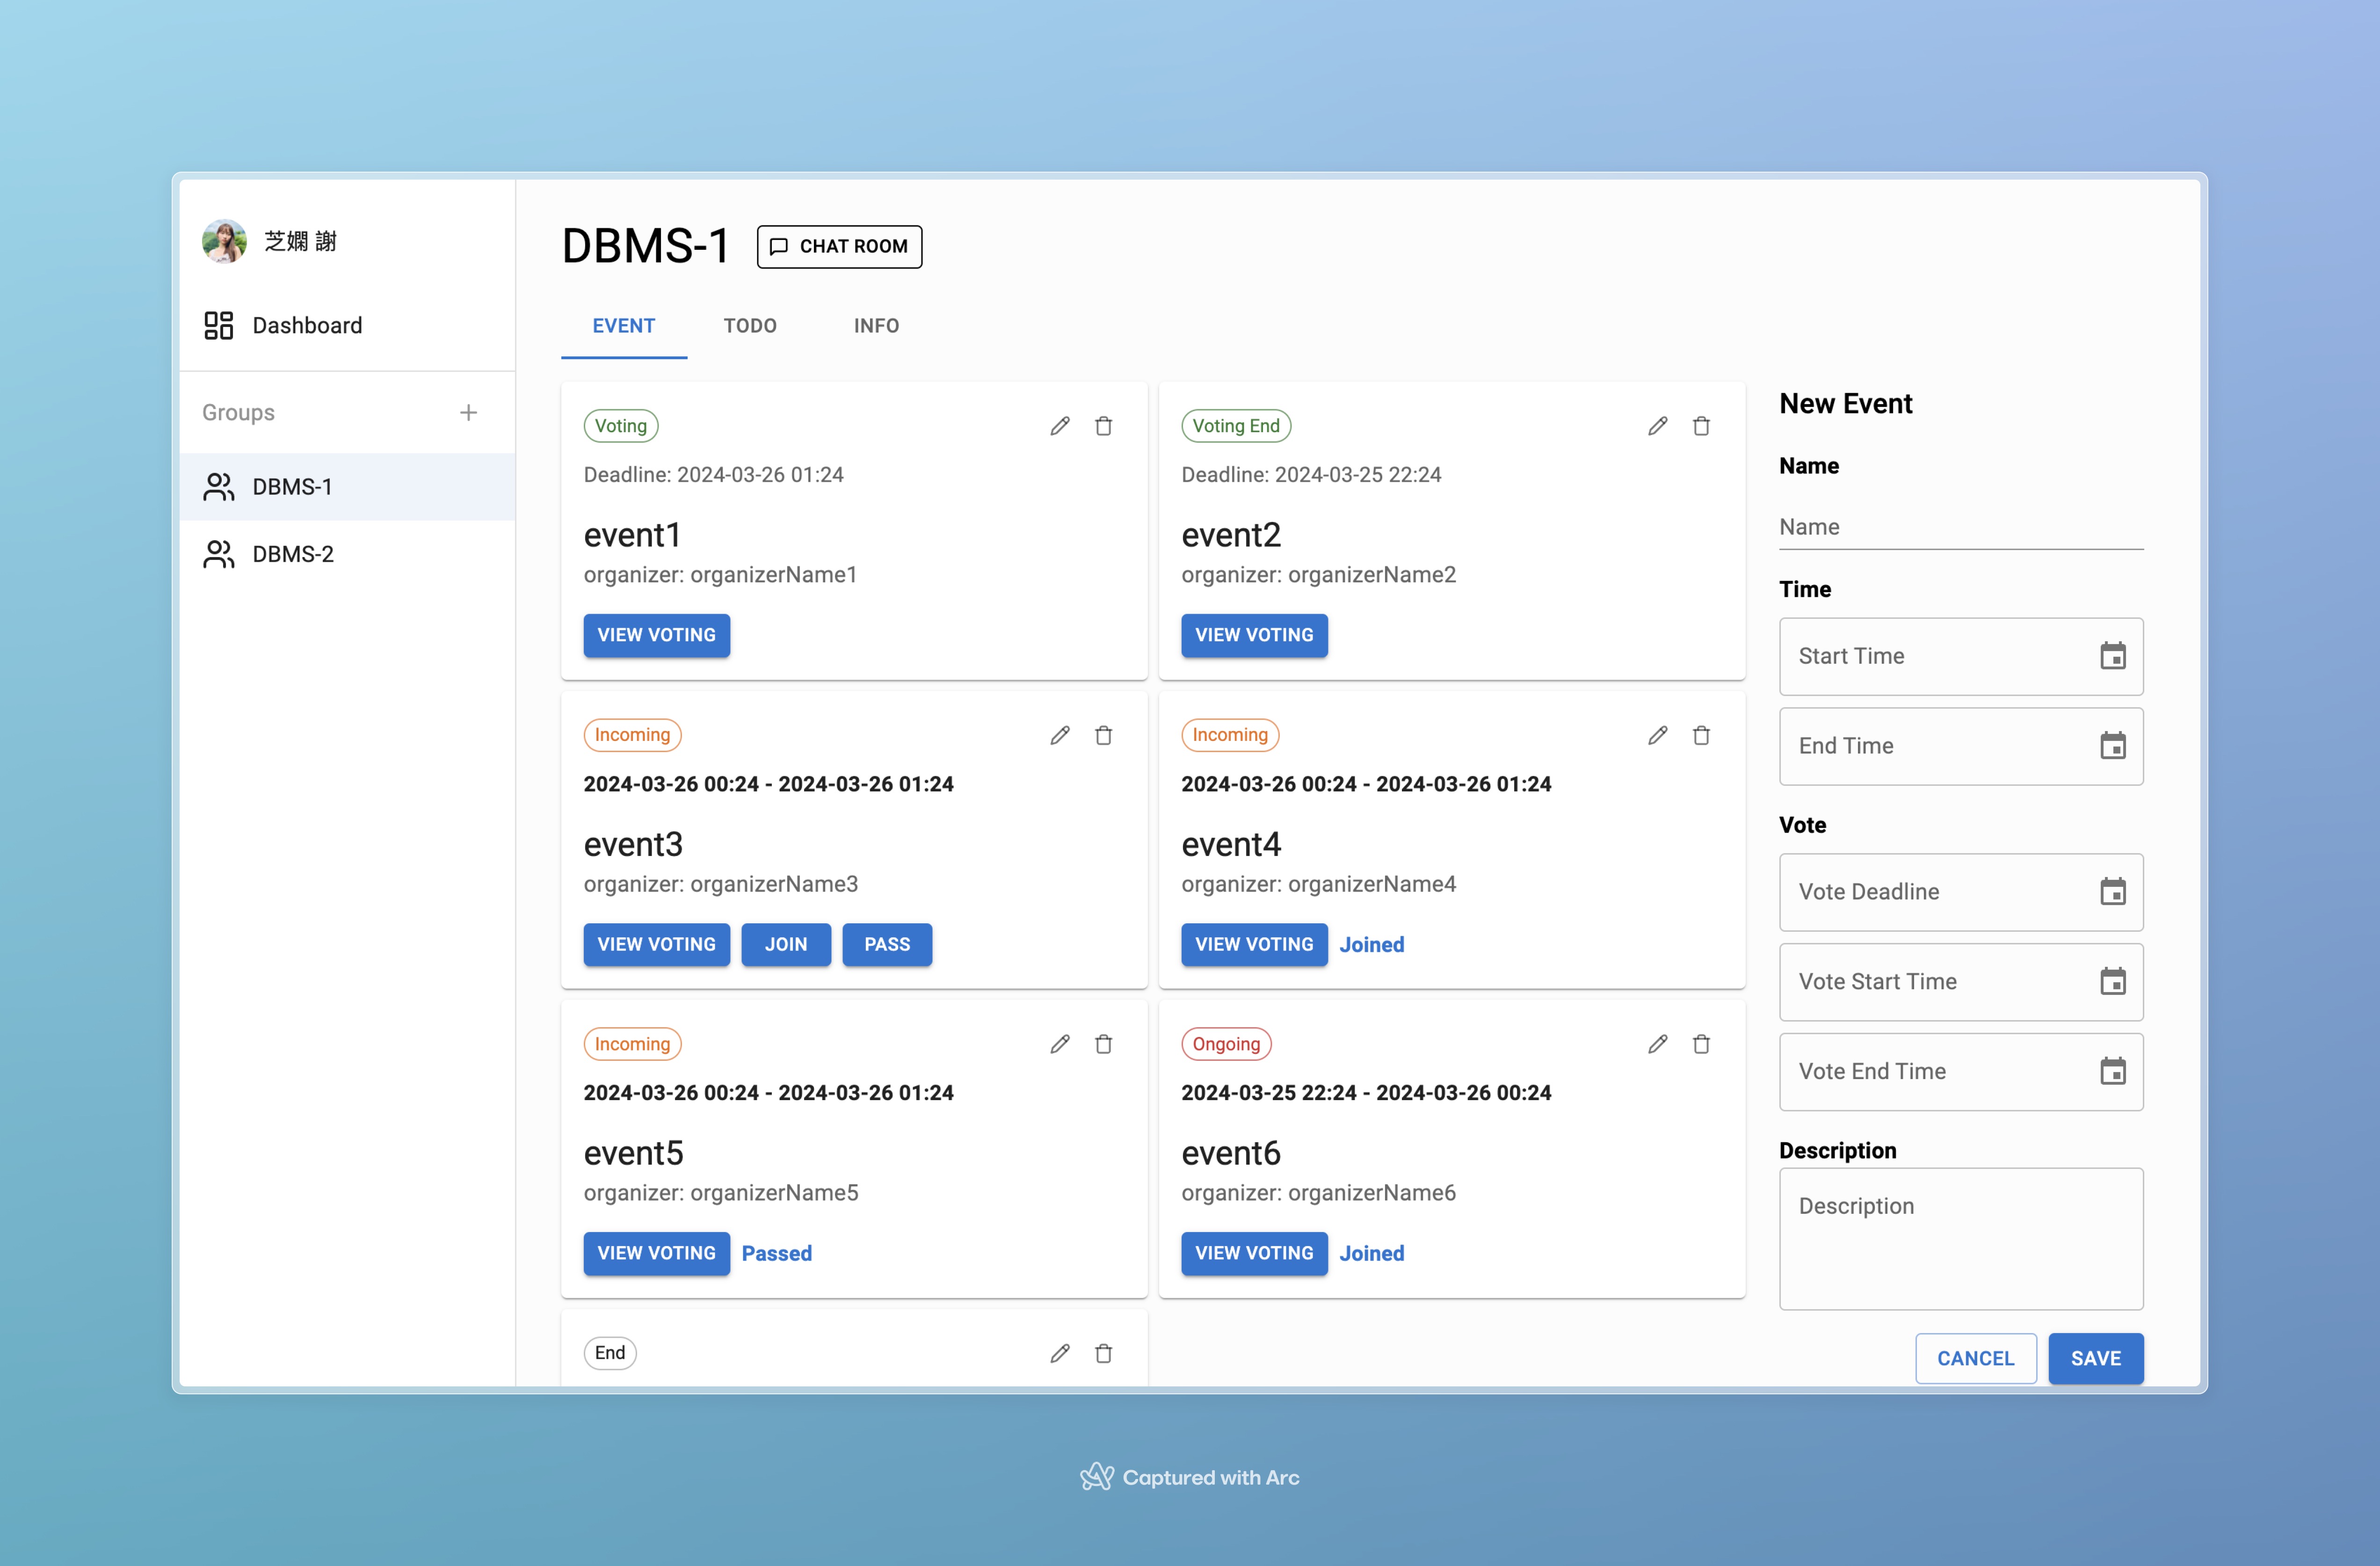 芝嫻 謝
Dashboard
Groups
DBMS-1
DBMS-2
DBMS-1
CHAT ROOM
EVENT TODO INFO
Voting
Deadline: 2024-03-26 01:24
event1
organizer: organizerName1
VIEW VOTING
Voting End
Deadline: 2024-03-25 22:24
event2
organizer: organizerName2
VIEW VOTING
Incoming
2024-03-26 00:24 - 2024-03-26 01:24
event3
organizer: organizerName3
VIEW VOTING JOIN PASS
Incoming
2024-03-26 00:24 - 2024-03-26 01:24
event4
organizer: organizerName4
VIEW VOTING Joined
Incoming
2024-03-26 00:24 - 2024-03-26 01:24
event5
organizer: organizerName5
VIEW VOTING Passed
Ongoing
2024-03-25 22:24 - 2024-03-26 00:24
event6
organizer: organizerName6
VIEW VOTING Joined
End
New Event
Name
Name
Time
Start Time
End Time
Vote
Vote Deadline
Vote Start Time
Vote End Time
Description
Description
CANCEL SAVE
Captured with Arc